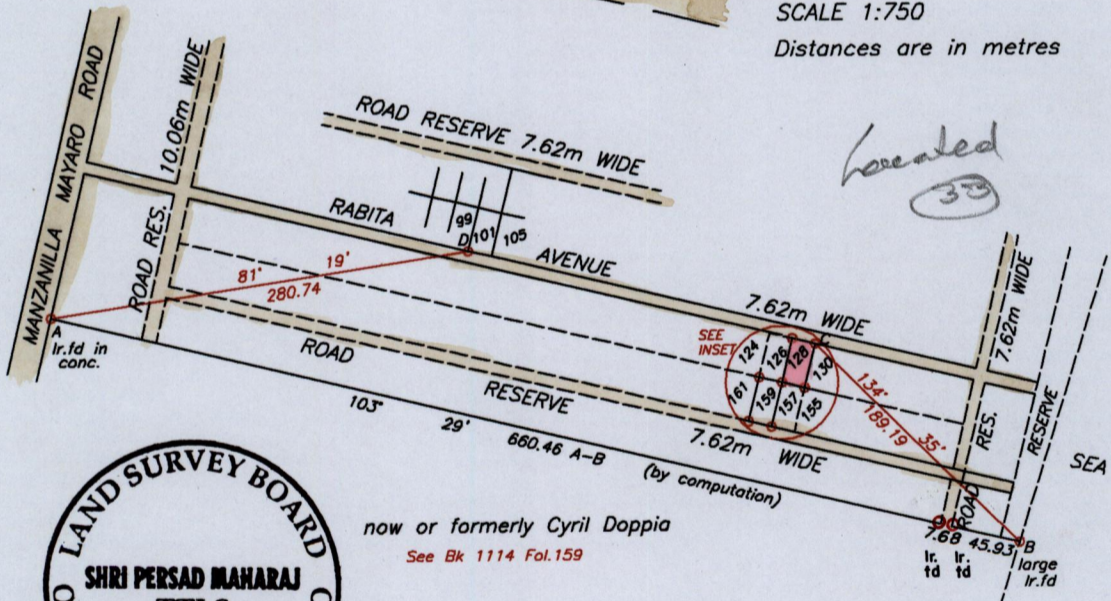 SCALE 1:750
Distances are in metres
Located
33
MANZANILLA MAYARO ROAD
ROAD RES. 10.06m WIDE
ROAD RESERVE 7.62m WIDE
99
D 101 105
RABITA AVENUE 7.62m WIDE
81° 19'
280.74
A
Ir.fd in
conc.
ROAD RESERVE 7.62m WIDE
SEE
INSET
124 126 128 130
161 159 157 155
C
134° 35'
189.19
ROAD RES. 7.62m WIDE
RESERVE
SEA
103° 29' 660.46 A-B (by computation)
7.68 45.93 B
Ir. Ir. large
fd fd Ir.fd
now or formerly Cyril Doppia
See Bk 1114 Fol.159
LAND SURVEY BOARD
SHRI PERSAD MAHARAJ